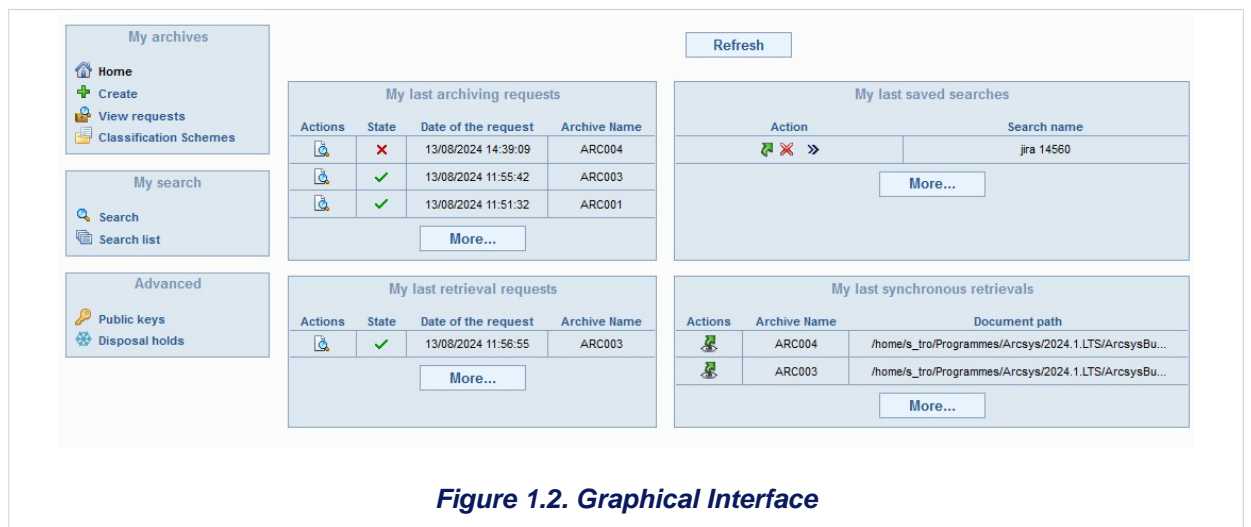 My archives
Home
Create
View requests
Classification Schemes
My search
Search
Search list
Advanced
Public keys
Disposal holds
Refresh
My last archiving requests
Actions State Date of the request Archive Name
13/08/2024 14:39:09 ARC004
13/08/2024 11:55:42 ARC003
13/08/2024 11:51:32 ARC001
More...
My last saved searches
Action Search name
jira 14560
More...
My last retrieval requests
Actions State Date of the request Archive Name
13/08/2024 11:56:55 ARC003
More...
My last synchronous retrievals
Actions Archive Name Document path
ARC004 /home/s_tro/Programmes/Arcsys/2024.1.LTS/ArcsysBu...
ARC003 /home/s_tro/Programmes/Arcsys/2024.1.LTS/ArcsysBu...
More...
Figure 1.2. Graphical Interface